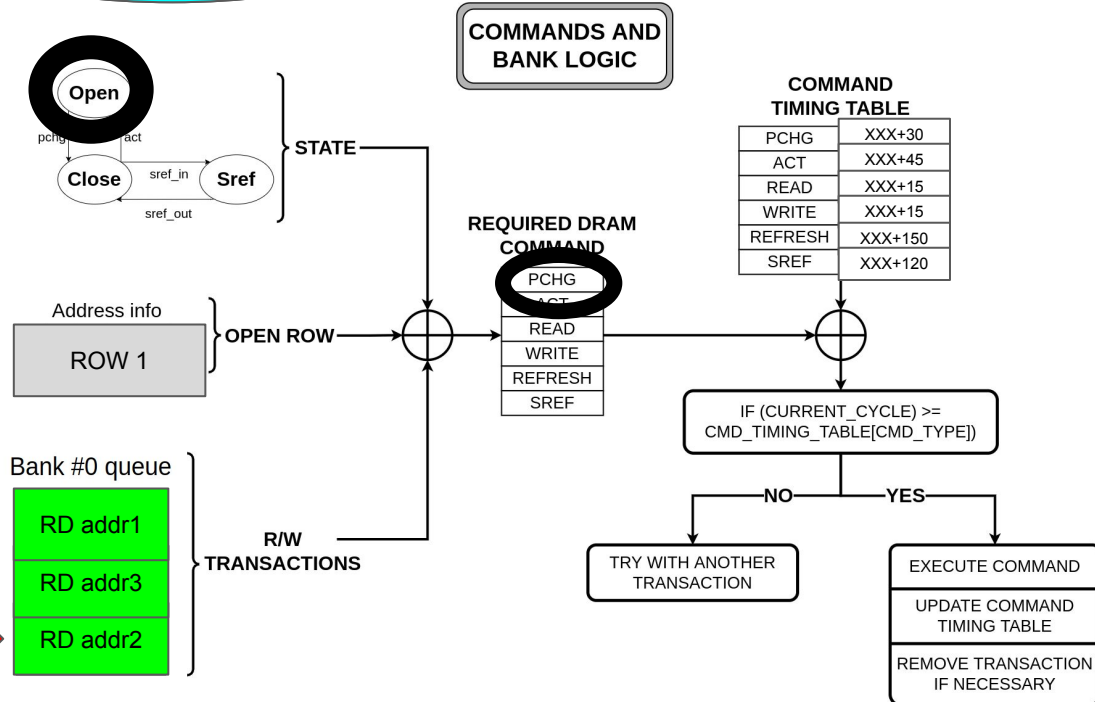 COMMANDS AND
BANK LOGIC
Open
pchg
act
Close
sref_in
Sref
sref_out
STATE
Address info
ROW 1
OPEN ROW
Bank #0 queue
RD addr1
RD addr3
RD addr2
R/W
TRANSACTIONS
REQUIRED DRAM
COMMAND
PCHG
ACT
READ
WRITE
REFRESH
SREF
COMMAND
TIMING TABLE
PCHG XXX+30
ACT XXX+45
READ XXX+15
WRITE XXX+15
REFRESH XXX+150
SREF XXX+120
IF (CURRENT_CYCLE) >=
CMD_TIMING_TABLE[CMD_TYPE])
NO
YES
TRY WITH ANOTHER
TRANSACTION
EXECUTE COMMAND
UPDATE COMMAND
TIMING TABLE
REMOVE TRANSACTION
IF NECESSARY